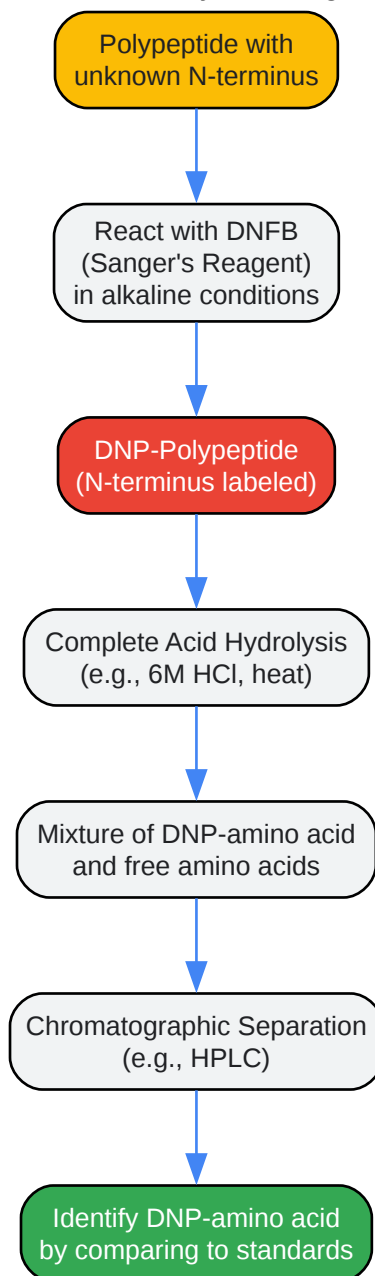 Polypeptide with
unknown N-terminus
React with DNFB
(Sanger's Reagent)
in alkaline conditions
DNP-Polypeptide
(N-terminus labeled)
Complete Acid Hydrolysis
(e.g., 6M HCl, heat)
Mixture of DNP-amino acid
and free amino acids
Chromatographic Separation
(e.g., HPLC)
Identify DNP-amino acid
by comparing to standards